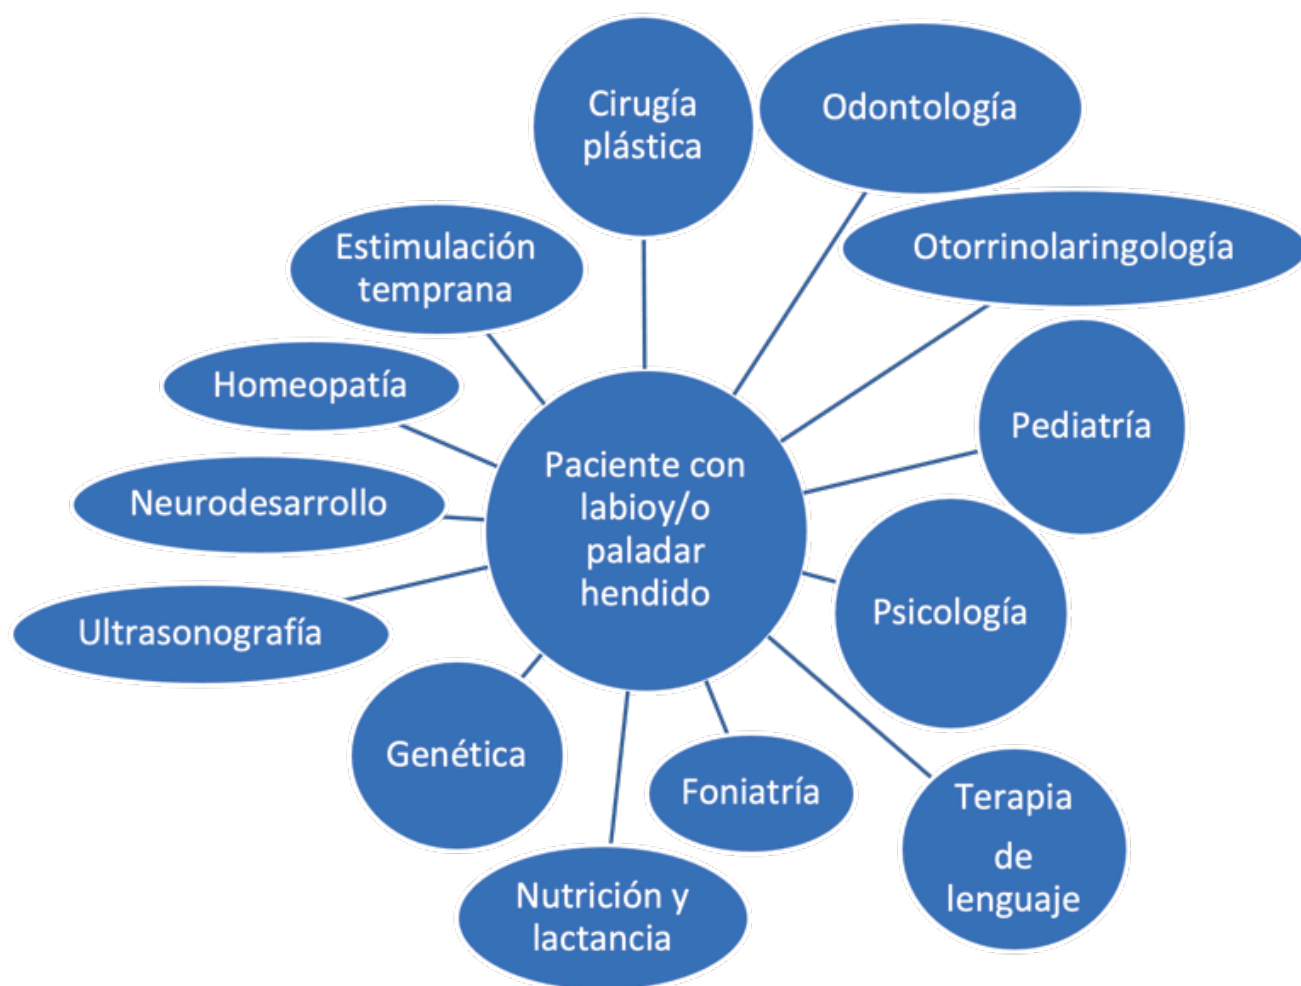 Cirugía
plástica
Odontología
Otorrinolaringología
Pediatría
Psicología
Terapia
de
lenguaje
Foniatría
Nutrición y
lactancia
Genética
Ultrasonografía
Neurodesarrollo
Homeopatía
Estimulación
temprana
Paciente con
labioy/o
paladar
hendido